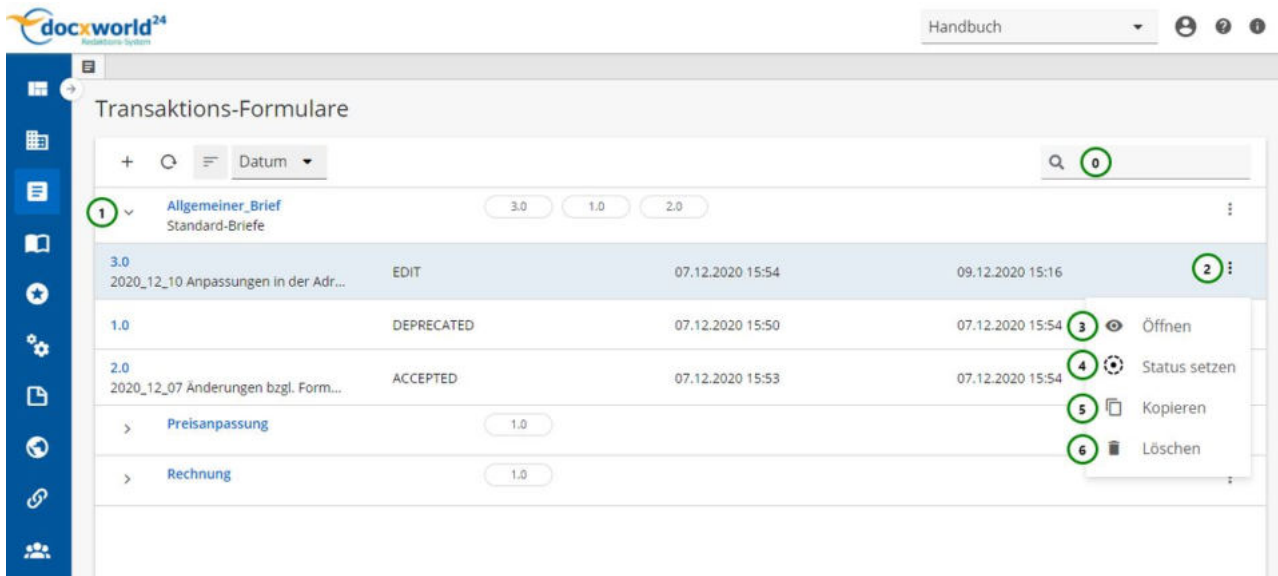 docxworld24
Redaktions-System
Handbuch
Transaktions-Formulare
Datum
0
1
Allgemeiner_Brief
3.0
1.0
2.0
Standard-Briefe
3.0
2020_12_10 Anpassungen in der Adr...
EDIT
07.12.2020 15:54
09.12.2020 15:16
2
1.0
DEPRECATED
07.12.2020 15:50
07.12.2020 15:54
3
Öffnen
2.0
2020_12_07 Änderungen bzgl. Form...
ACCEPTED
07.12.2020 15:53
07.12.2020 15:54
4
Status setzen
5
Kopieren
6
Löschen
Preisanpassung
1.0
Rechnung
1.0